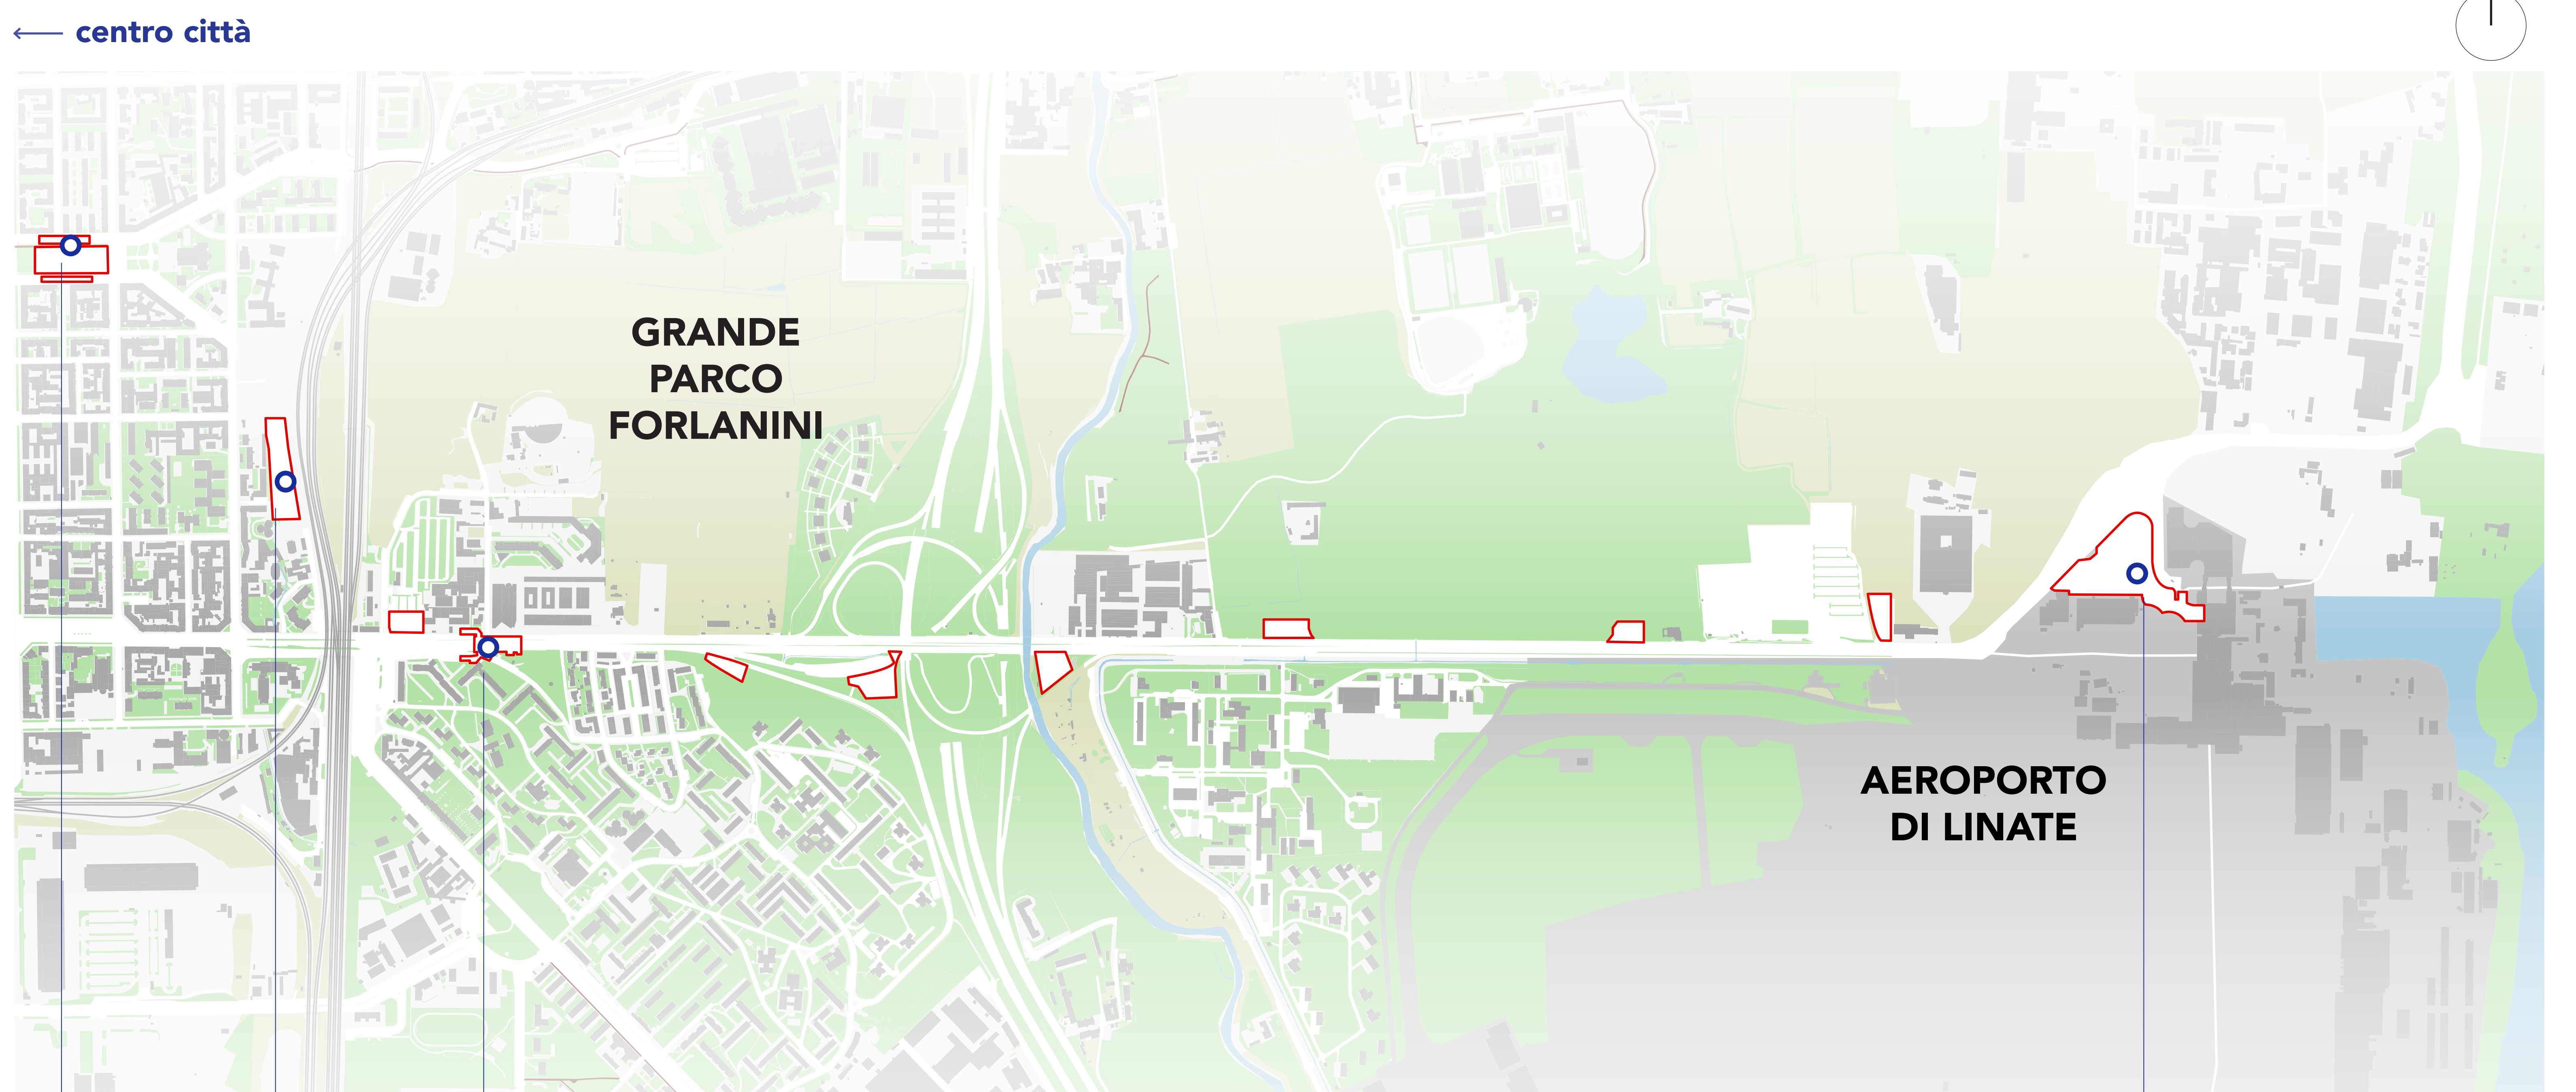 ← centro città
GRANDE
PARCO
FORLANINI
AEROPORTO
DI LINATE